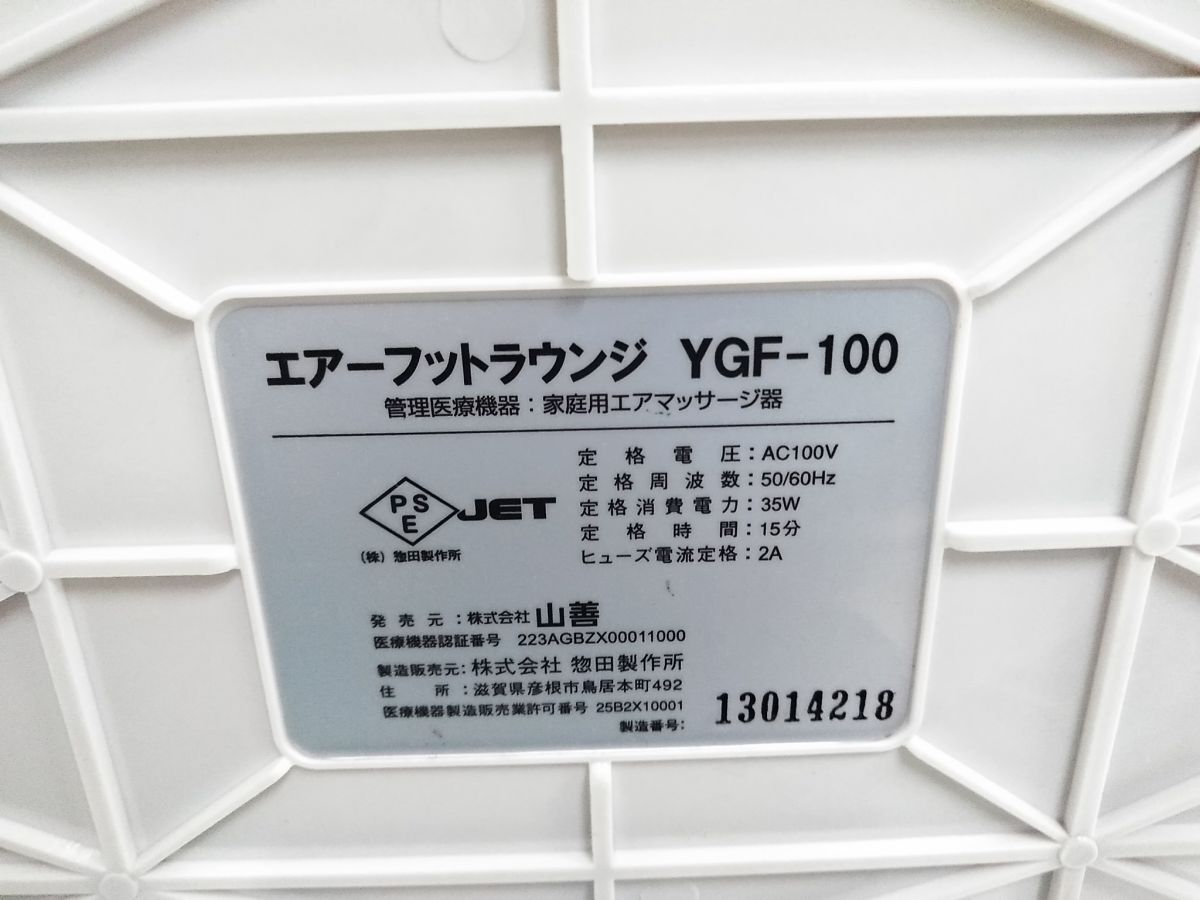 エアーフットラウンジ YGF-100
管理医療機器：家庭用エアマッサージ器
定格電圧：AC100V
定格周波数：50/60Hz
定格消費電力：35W
定格時間：15分
ヒューズ電流定格：2A
PSE JET
（株）惣田製作所
発売元：株式会社 山善
医療機器認証番号 223AGBZX00011000
製造販売元：株式会社 惣田製作所
住所：滋賀県彦根市鳥居本町492
医療機器製造販売業許可番号 25B2X10001
製造番号： 13014218